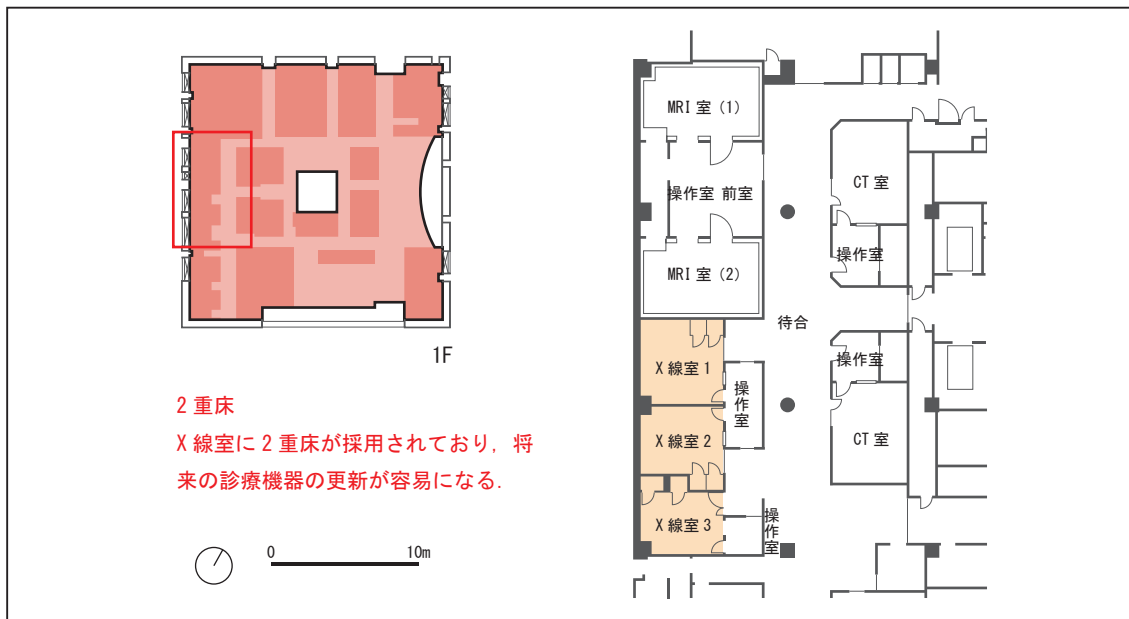 1F
2重床
X線室に2重床が採用されており，将
来の診療機器の更新が容易になる．
0 10m
MRI室（1）
操作室 前室
MRI室（2）
X線室1
操作室
X線室2
X線室3
操作室
待合
CT室
操作室
操作室
CT室